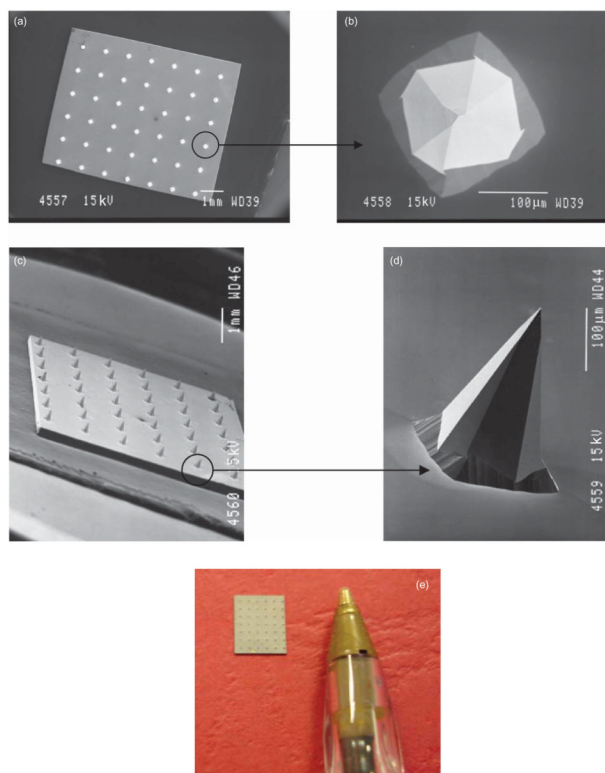 (a)
4557 15kV 1mm WD39
(b)
4558 15kV 100µm WD39
(c)
4560 5kV 1mm WD46
(d)
4559 15kV 100µm WD44
(e)